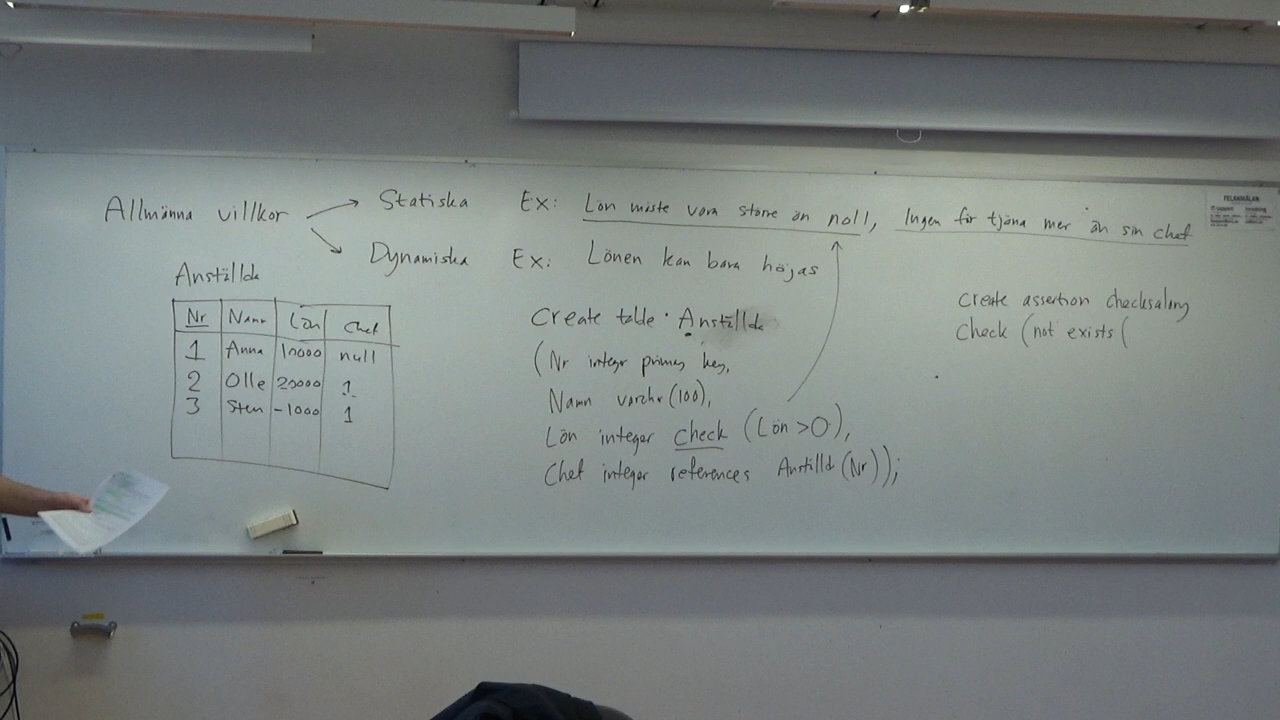 Allmänna villkor
Statiska Ex: Lön måste vara större än noll, Ingen får tjäna mer än sin chef
Dynamiska Ex: Lönen kan bara höjas
Anställda
Nr Namn Lön Chef
1 Anna 10000 null
2 Olle 20000 1
3 Sten -1000 1
Create table Anställda
(Nr integer primary key,
Namn varchar(100),
Lön integer check (Lön >0),
Chef integer references Anställd(Nr));
create assertion checksalary
check (not exists (
FELANMÄLAN